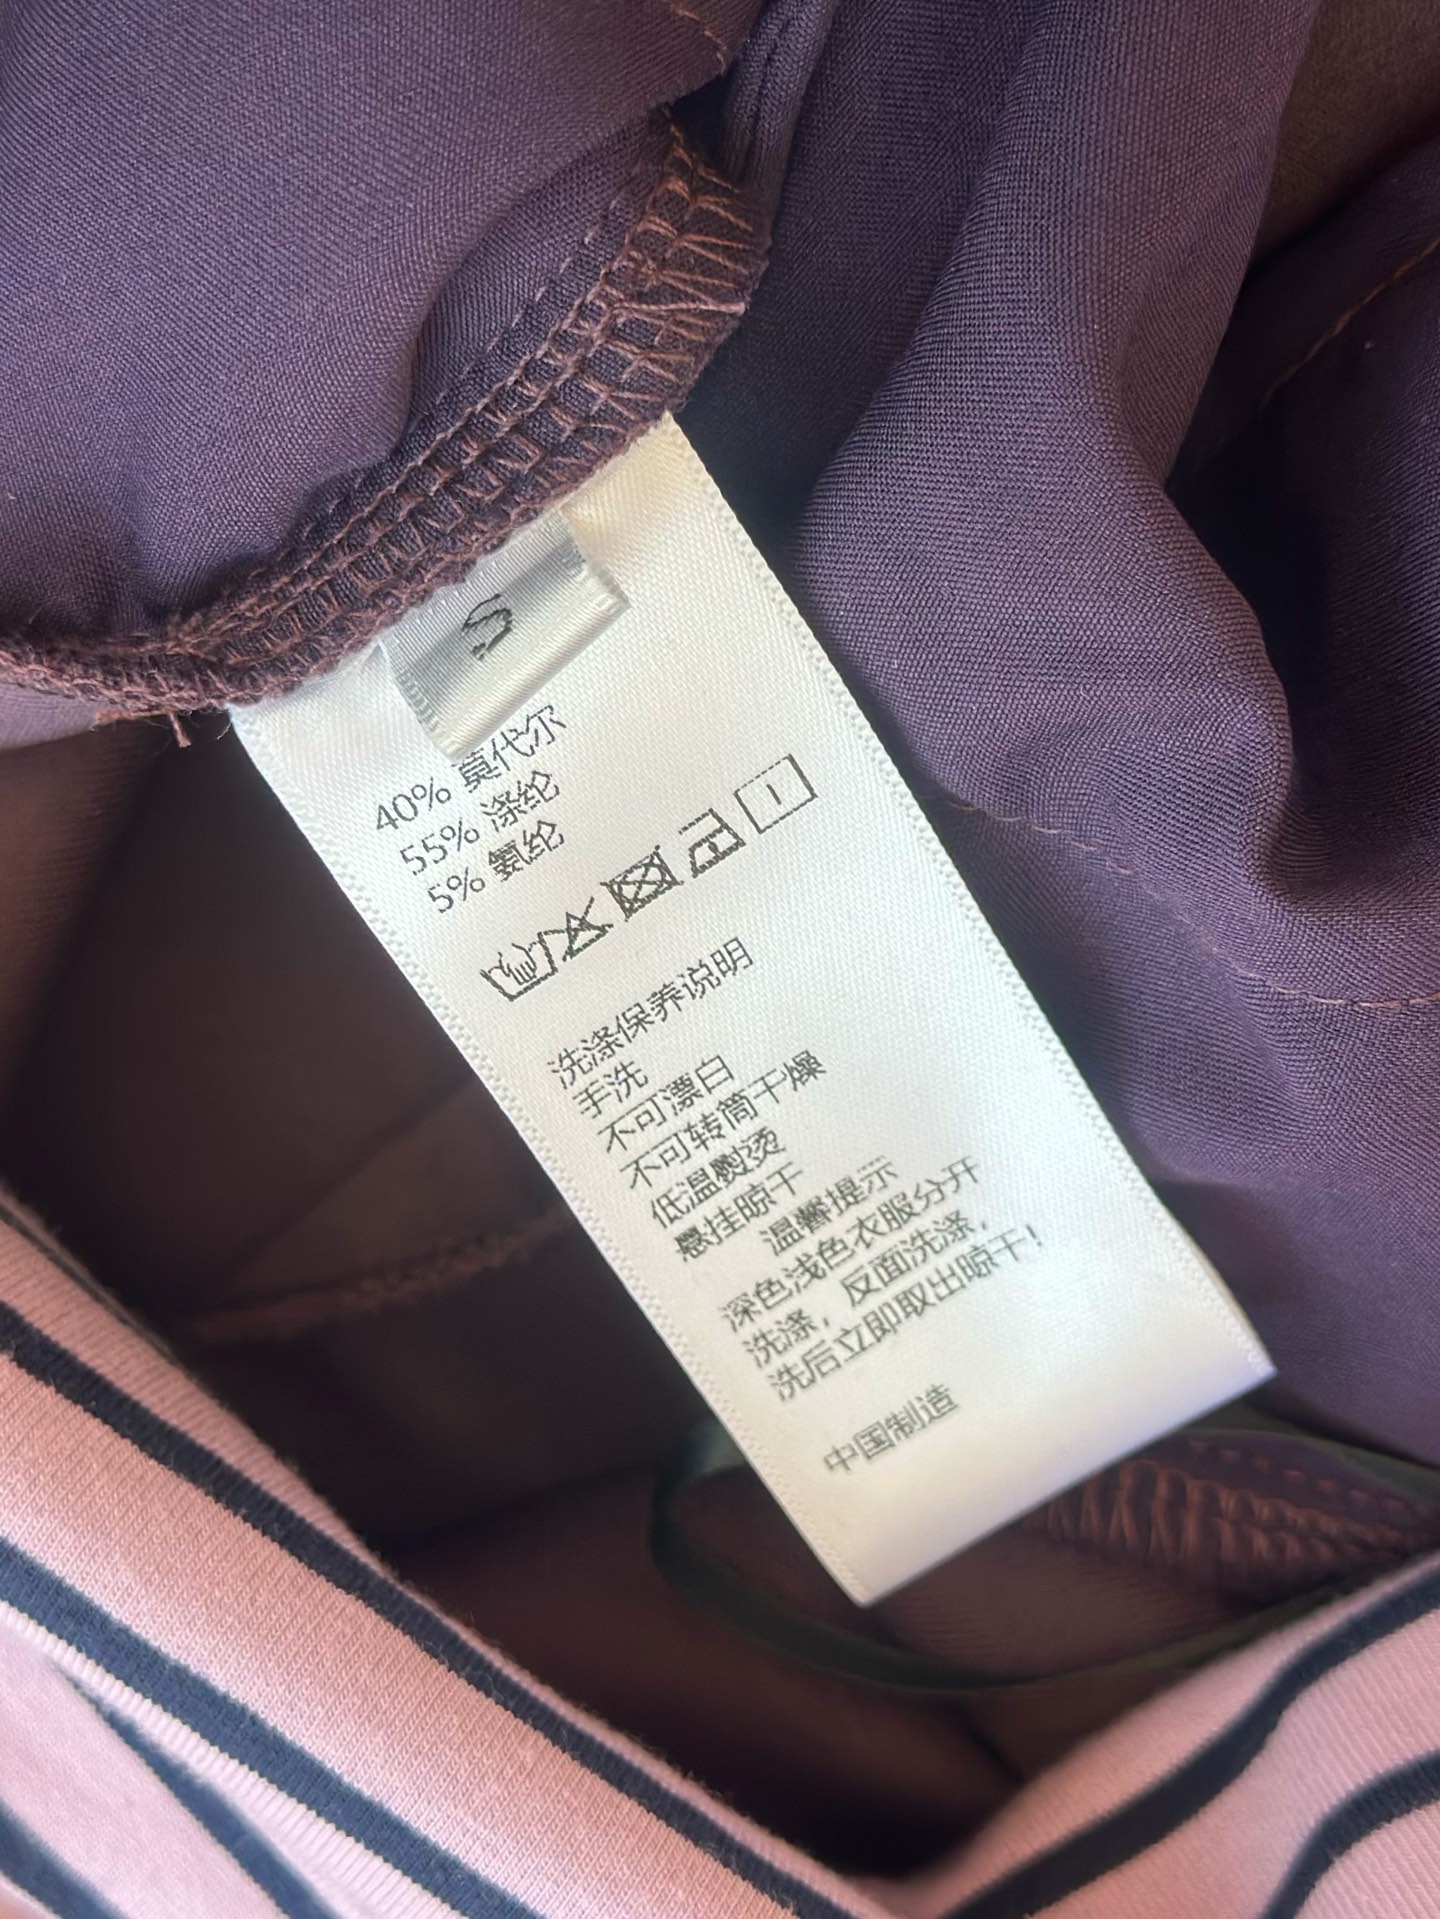 S
40% 莫代尔
55% 涤纶
5% 氨纶
洗涤保养说明
手洗
不可漂白
不可转筒干燥
低温熨烫
悬挂晾干
温馨提示
深色浅色衣服分开
洗涤，反面洗涤，
洗后立即取出晾干！
中国制造